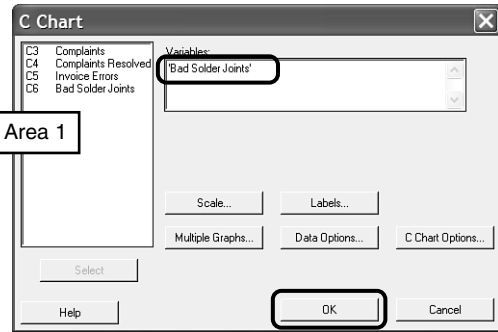 C Chart
C3 Complaints
C4 Complaints Resolved
C5 Invoice Errors
C6 Bad Solder Joints
Variables:
'Bad Solder Joints'
Area 1
Scale...
Labels...
Multiple Graphs...
Data Options...
C Chart Options...
Select
Help
OK
Cancel